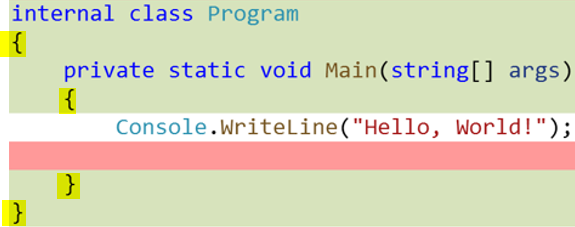 internal class Program
{
private static void Main(string[] args)
{
Console.WriteLine("Hello, World!");
}
}